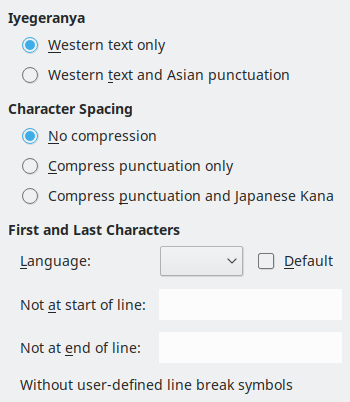 Iyegeranya
Western text only
Western text and Asian punctuation
Character Spacing
No compression
Compress punctuation only
Compress punctuation and Japanese Kana
First and Last Characters
Language:
Default
Not at start of line:
Not at end of line:
Without user-defined line break symbols